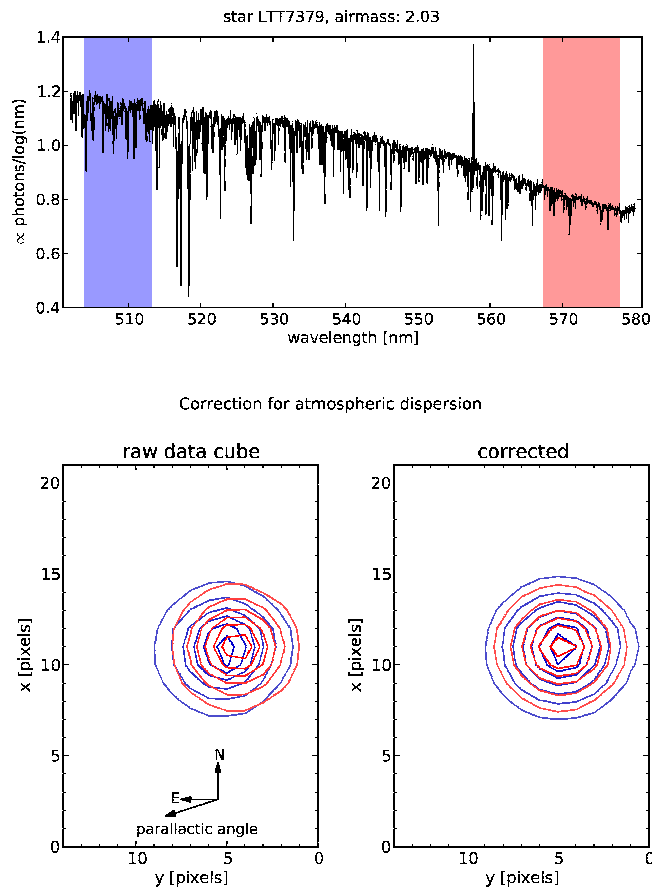 star LTT7379, airmass: 2.03
1.4
1.2
1.0
0.8
0.6
0.4
∝ photons/log(nm)
510 520 530 540 550 560 570 580
wavelength [nm]
Correction for atmospheric dispersion
raw data cube
corrected
20
15
10
5
0
x [pixels]
N
E
parallactic angle
10 5 0
y [pixels]
20
15
10
5
0
x [pixels]
10 5 0
y [pixels]